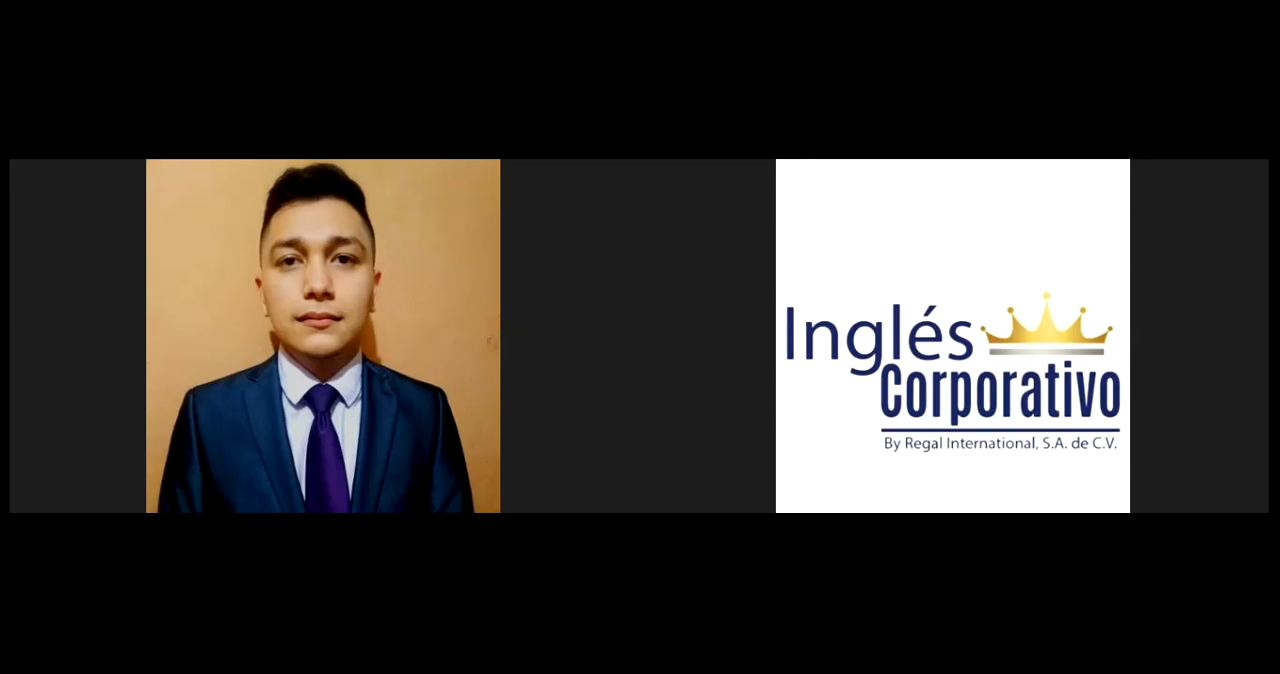 Inglés
Corporativo
By Regal International, S.A. de C.V.